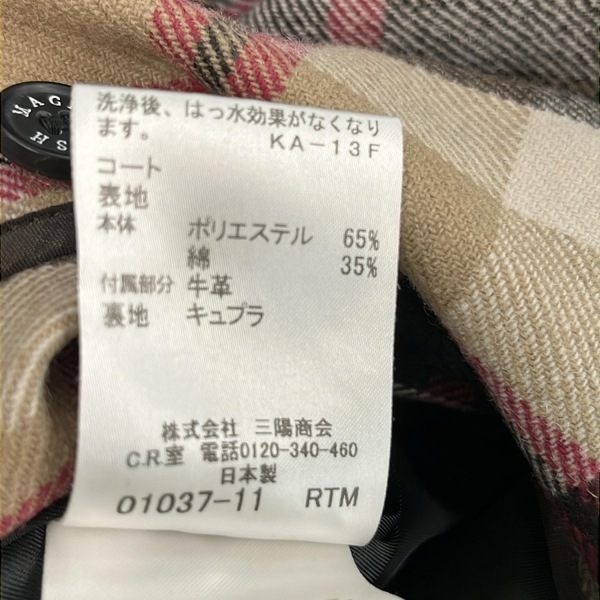 MAC
SH
洗浄後、はっ水効果がなくなり
ます。 KA-13F
コート
表地
本体 ポリエステル 65%
綿 35%
付属部分 牛革
裏地 キュプラ
株式会社 三陽商会
C.R.室 電話0120-340-460
日本製
01037-11 RTM